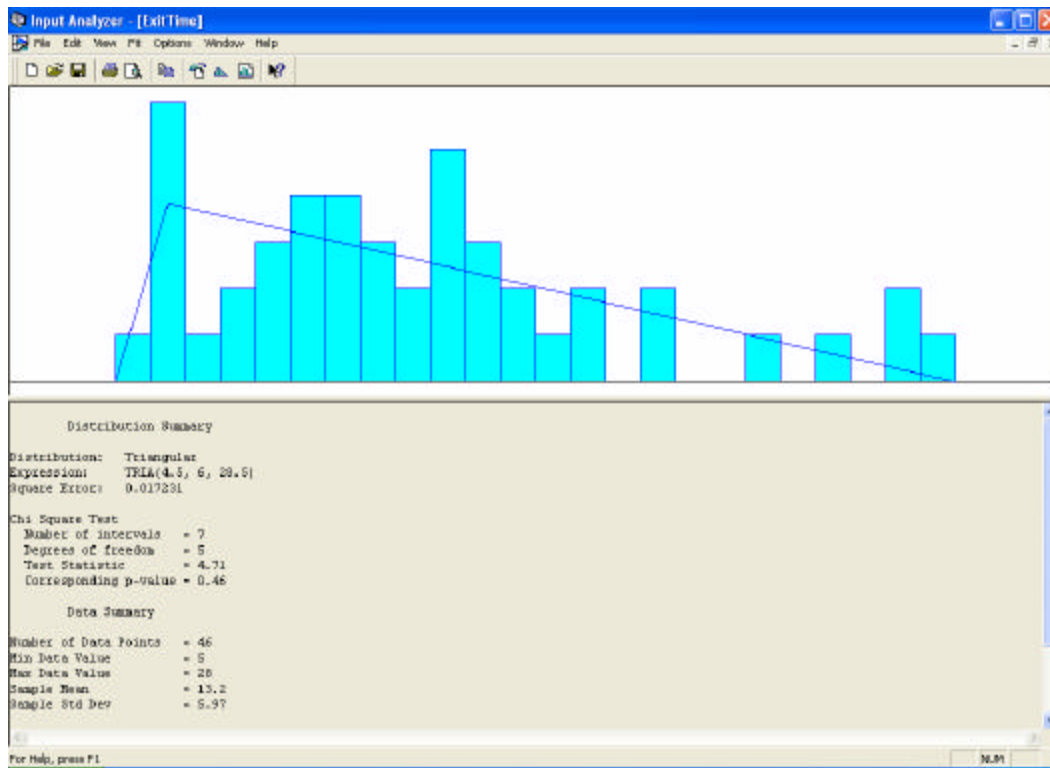 Input Analyzer - [ExitTime]
File Edit View Fit Options Window Help
Distribution Summary
Distribution: Triangular
Expression: TRIA(4.5, 6, 28.5)
Square Error: 0.017231
Chi Square Test
Number of intervals = 7
Degrees of freedom = 5
Test Statistic = 4.71
Corresponding p-value = 0.46
Data Summary
Number of Data Points = 46
Min Data Value = 5
Max Data Value = 28
Sample Mean = 13.2
Sample Std Dev = 5.97
For Help, press F1
NUM